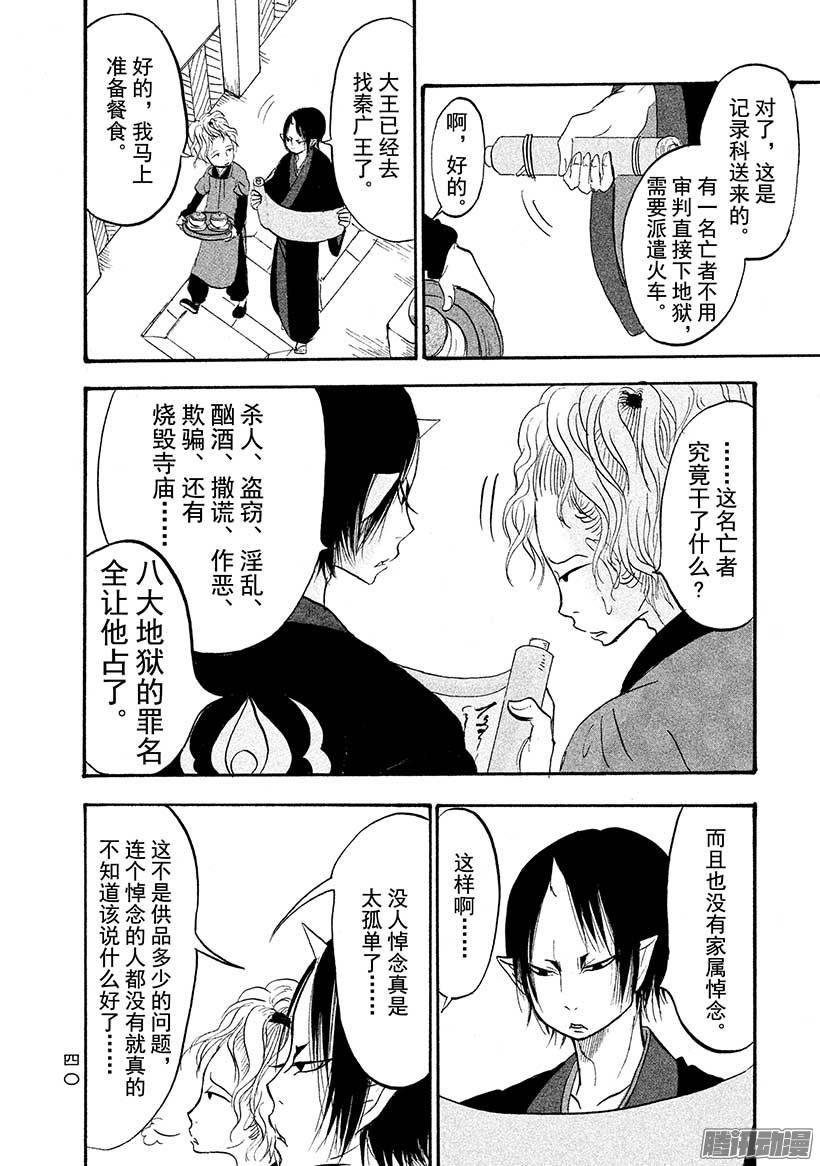 对了，这是
记录科送来的。
有一名亡者不用
审判直接下地狱，
需要派遣火车。
啊，好的。
大王已经去
找秦广王了。
好的，我马上
准备餐食。
……这名亡者
究竟干了什么？
杀人、盗窃、淫乱、
酗酒、撒谎、作恶、
欺骗、还有
烧毁寺庙……
八大地狱的罪名
全让他占了。
而且也没有家属悼念。
这样啊……
没人悼念真是
太孤单了……
这不是供品多少的问题，
连个悼念的人都没有就真的
不知道该说什么好了……
四〇
腾讯动漫